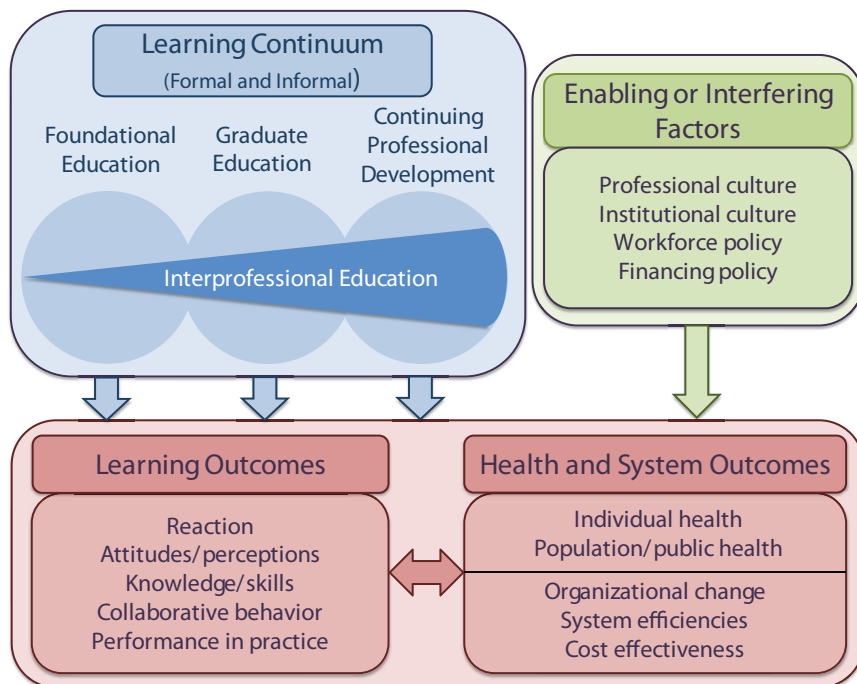 Learning Continuum
(Formal and Informal)
Foundational
Education
Graduate
Education
Continuing
Professional
Development
Interprofessional Education
Enabling or Interfering
Factors
Professional culture
Institutional culture
Workforce policy
Financing policy
Learning Outcomes
Reaction
Attitudes/perceptions
Knowledge/skills
Collaborative behavior
Performance in practice
Health and System Outcomes
Individual health
Population/public health
Organizational change
System efficiencies
Cost effectiveness